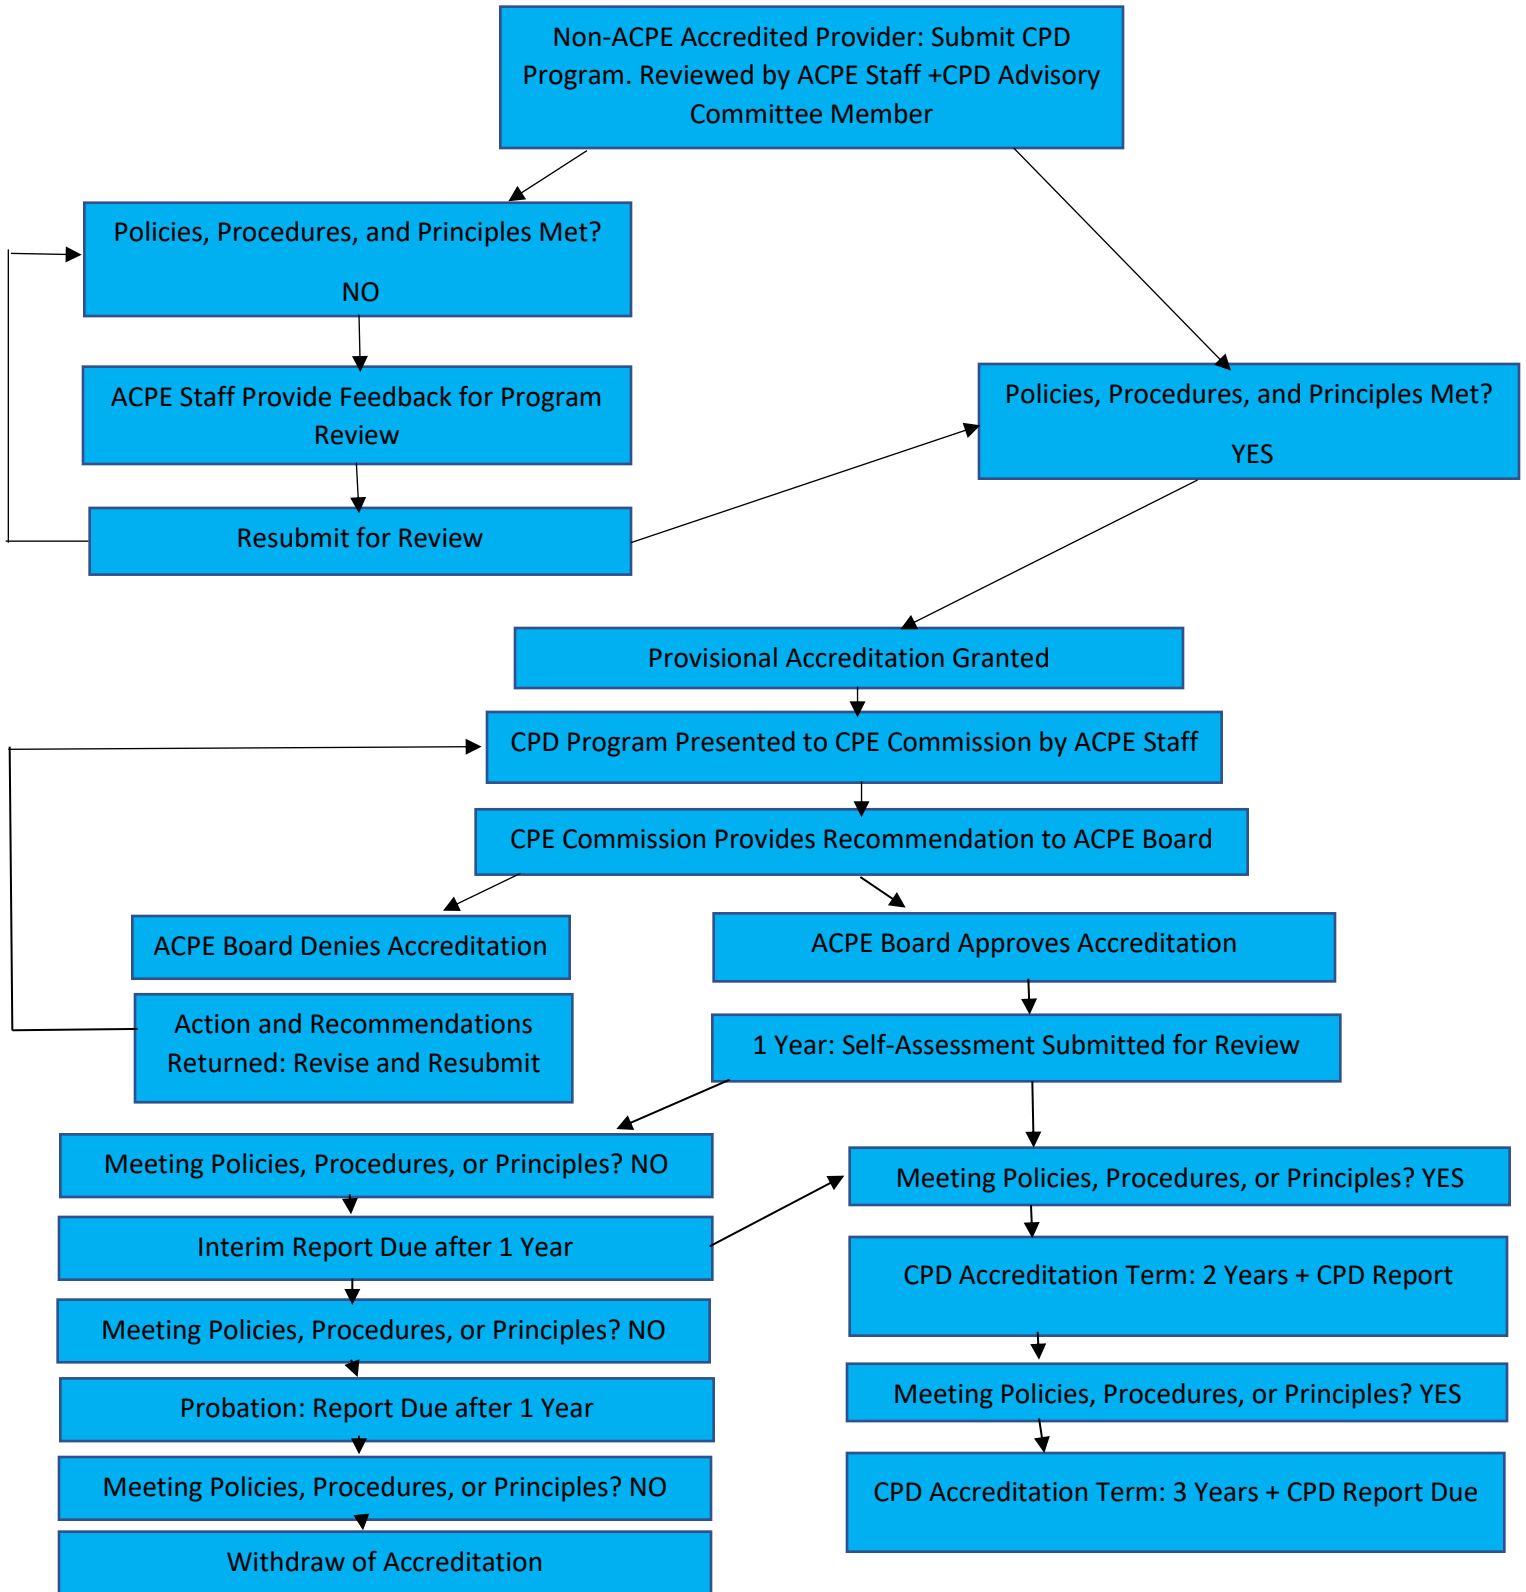 Non-ACPE Accredited Provider: Submit CPD
Program. Reviewed by ACPE Staff +CPD Advisory
Committee Member
Policies, Procedures, and Principles Met?
NO
ACPE Staff Provide Feedback for Program
Review
Resubmit for Review
Policies, Procedures, and Principles Met?
YES
Provisional Accreditation Granted
CPD Program Presented to CPE Commission by ACPE Staff
CPE Commission Provides Recommendation to ACPE Board
ACPE Board Denies Accreditation
Action and Recommendations
Returned: Revise and Resubmit
ACPE Board Approves Accreditation
1 Year: Self-Assessment Submitted for Review
Meeting Policies, Procedures, or Principles? NO
Interim Report Due after 1 Year
Meeting Policies, Procedures, or Principles? NO
Probation: Report Due after 1 Year
Meeting Policies, Procedures, or Principles? NO
Withdraw of Accreditation
Meeting Policies, Procedures, or Principles? YES
CPD Accreditation Term: 2 Years + CPD Report
Meeting Policies, Procedures, or Principles? YES
CPD Accreditation Term: 3 Years + CPD Report Due